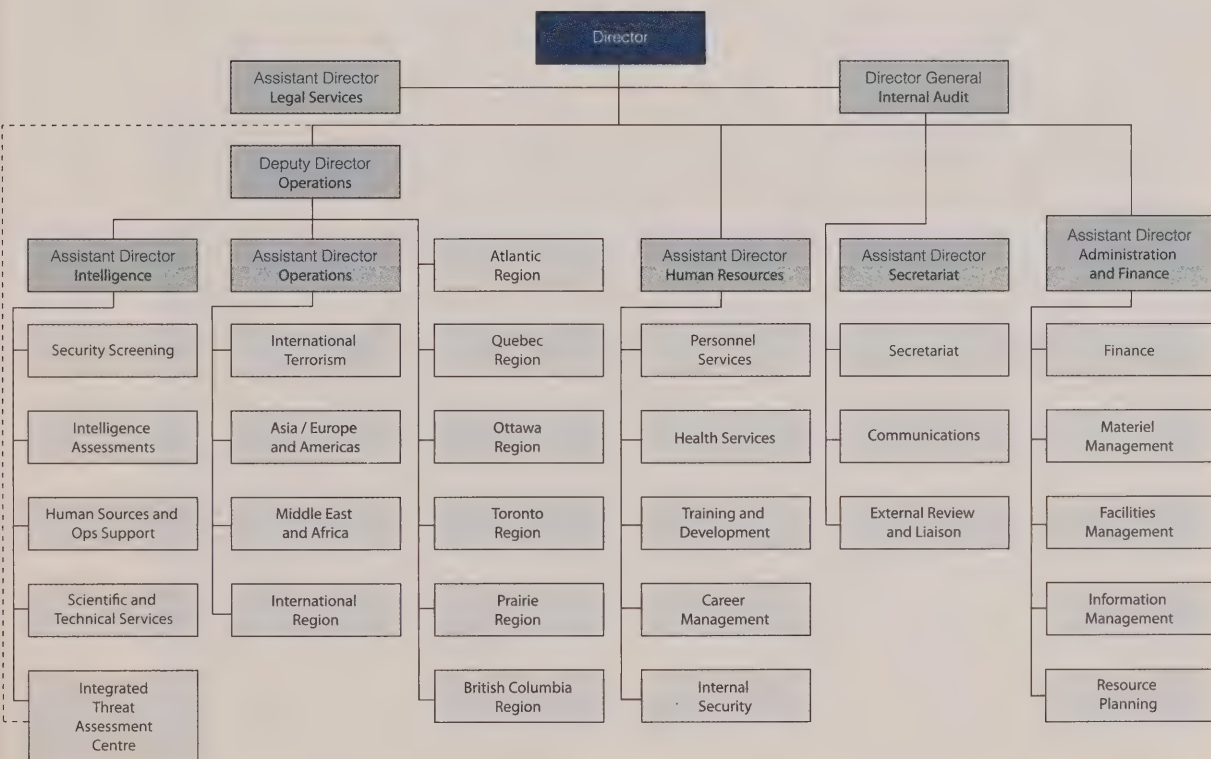 Director
Assistant Director
Legal Services
Director General
Internal Audit
Deputy Director
Operations
Assistant Director
Intelligence
Security Screening
Intelligence
Assessments
Human Sources and
Ops Support
Scientific and
Technical Services
Integrated
Threat
Assessment
Centre
Assistant Director
Operations
International
Terrorism
Asia / Europe
and Americas
Middle East
and Africa
International
Region
Atlantic
Region
Quebec
Region
Ottawa
Region
Toronto
Region
Prairie
Region
British Columbia
Region
Assistant Director
Human Resources
Personnel
Services
Health Services
Training and
Development
Career
Management
Internal
Security
Assistant Director
Secretariat
Secretariat
Communications
External Review
and Liaison
Assistant Director
Administration
and Finance
Finance
Materiel
Management
Facilities
Management
Information
Management
Resource
Planning